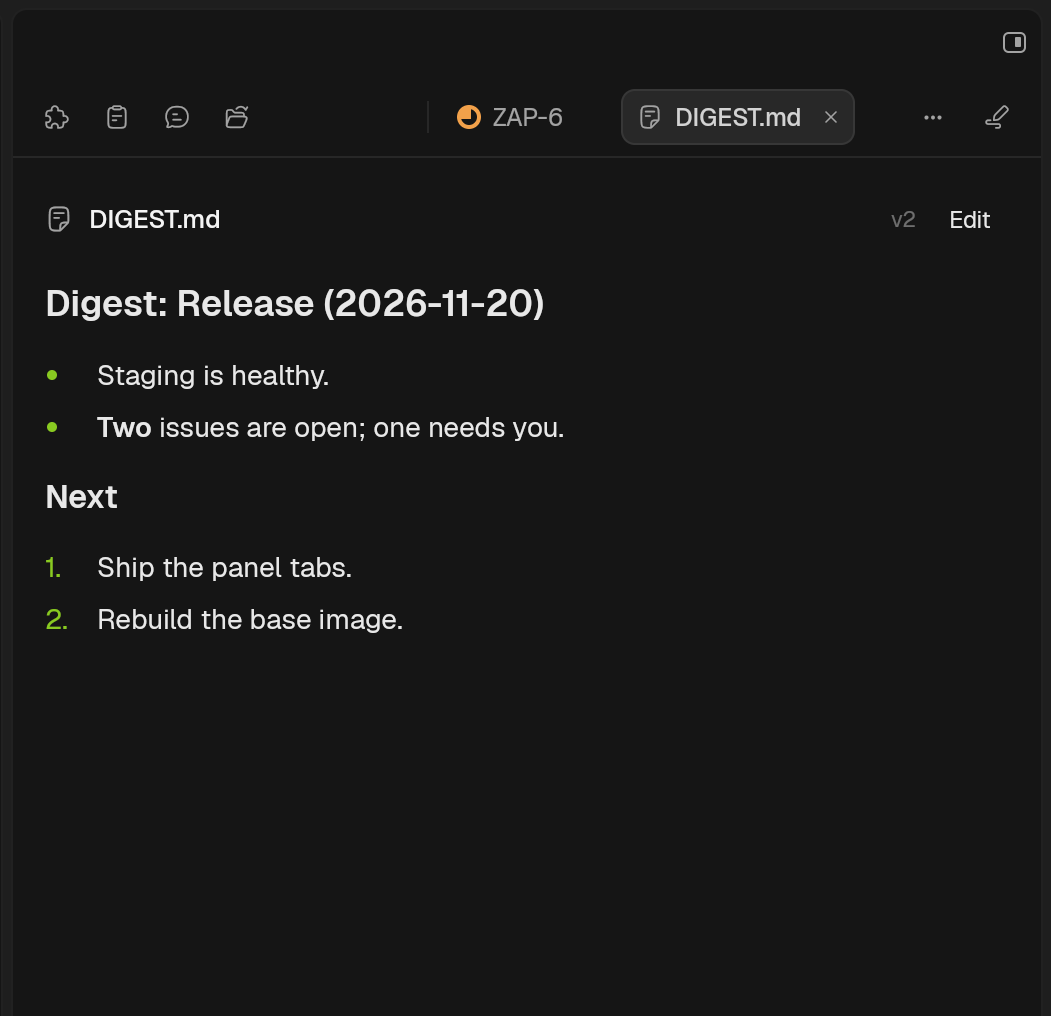 ZAP-6
DIGEST.md
DIGEST.md
v2
Edit
Digest: Release (2026-11-20)
• Staging is healthy.
• Two issues are open; one needs you.
Next
1. Ship the panel tabs.
2. Rebuild the base image.